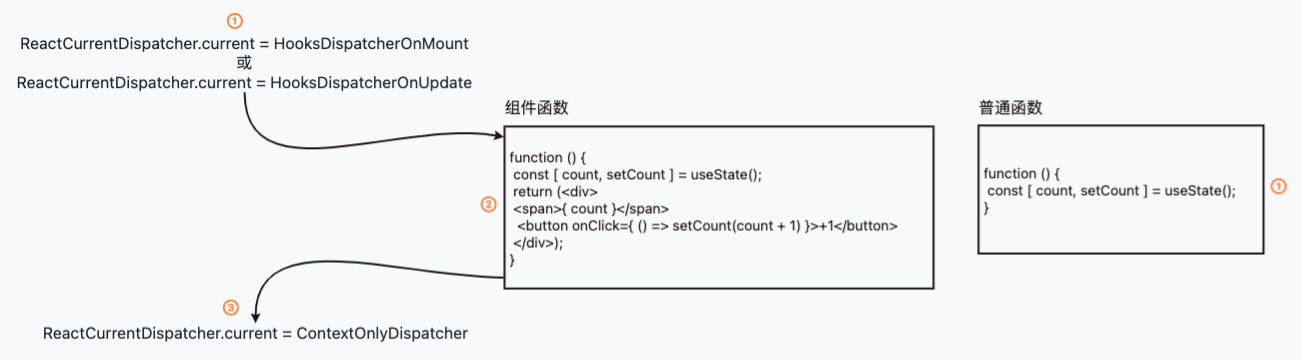 ①
ReactCurrentDispatcher.current = HooksDispatcherOnMount
或
ReactCurrentDispatcher.current = HooksDispatcherOnUpdate
组件函数
②
function () {
const [ count, setCount ] = useState();
return (<div>
<span>{ count }</span>
<button onClick={ () => setCount(count + 1) }>+1</button>
</div>);
}
③
ReactCurrentDispatcher.current = ContextOnlyDispatcher
普通函数
function () {
const [ count, setCount ] = useState();
}
①